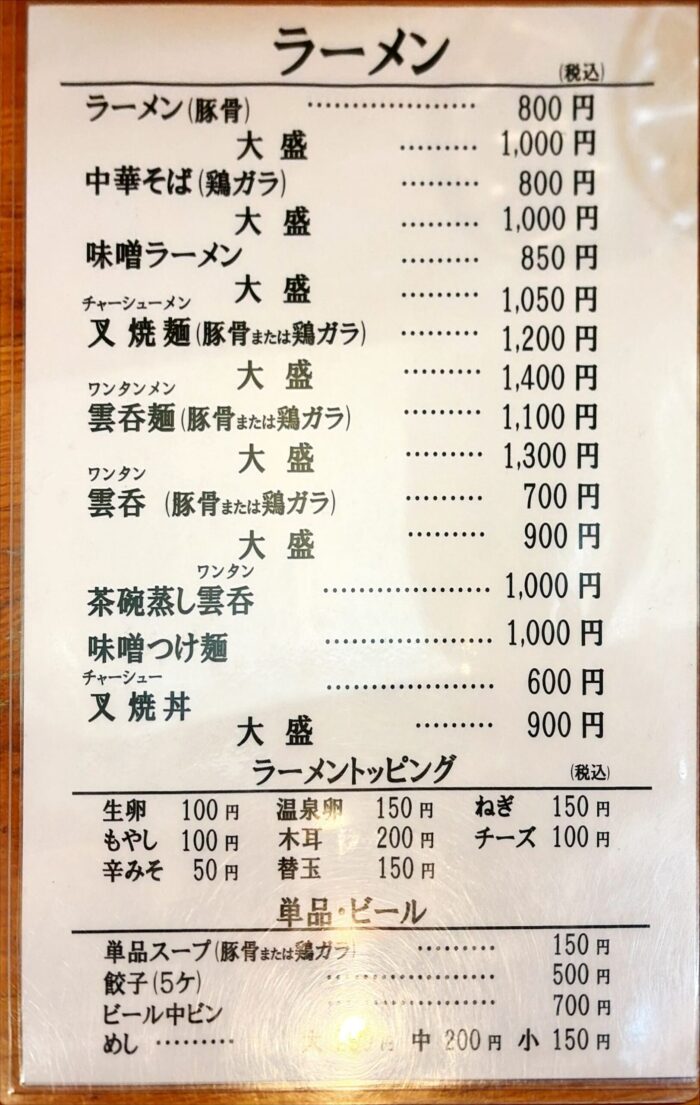 ラーメン
(税込)
ラーメン(豚骨) ………………… 800円
大盛 ……… 1,000円
中華そば(鶏ガラ) ……… 800円
大盛 ……… 1,000円
味噌ラーメン ……… 850円
大盛 ……… 1,050円
チャーシューメン
叉焼麺(豚骨または鶏ガラ) ……… 1,200円
大盛 ……… 1,400円
ワンタンメン
雲呑麺(豚骨または鶏ガラ) ……… 1,100円
大盛 ……… 1,300円
ワンタン
雲呑 (豚骨または鶏ガラ) ……… 700円
大盛 ……… 900円
ワンタン
茶碗蒸し雲呑 ………………… 1,000円
味噌つけ麺 ………………… 1,000円
チャーシュー
叉焼丼 ………………… 600円
大盛 ……… 900円
ラーメントッピング (税込)
生卵 100円 温泉卵 150円 ねぎ 150円
もやし 100円 木耳 200円 チーズ 100円
辛みそ 50円 替玉 150円
単品・ビール
単品スープ(豚骨または鶏ガラ) ……… 150円
餃子(5ケ) ………………… 500円
ビール中ビン ………………… 700円
めし ……… 大 円 中 200円 小 150円